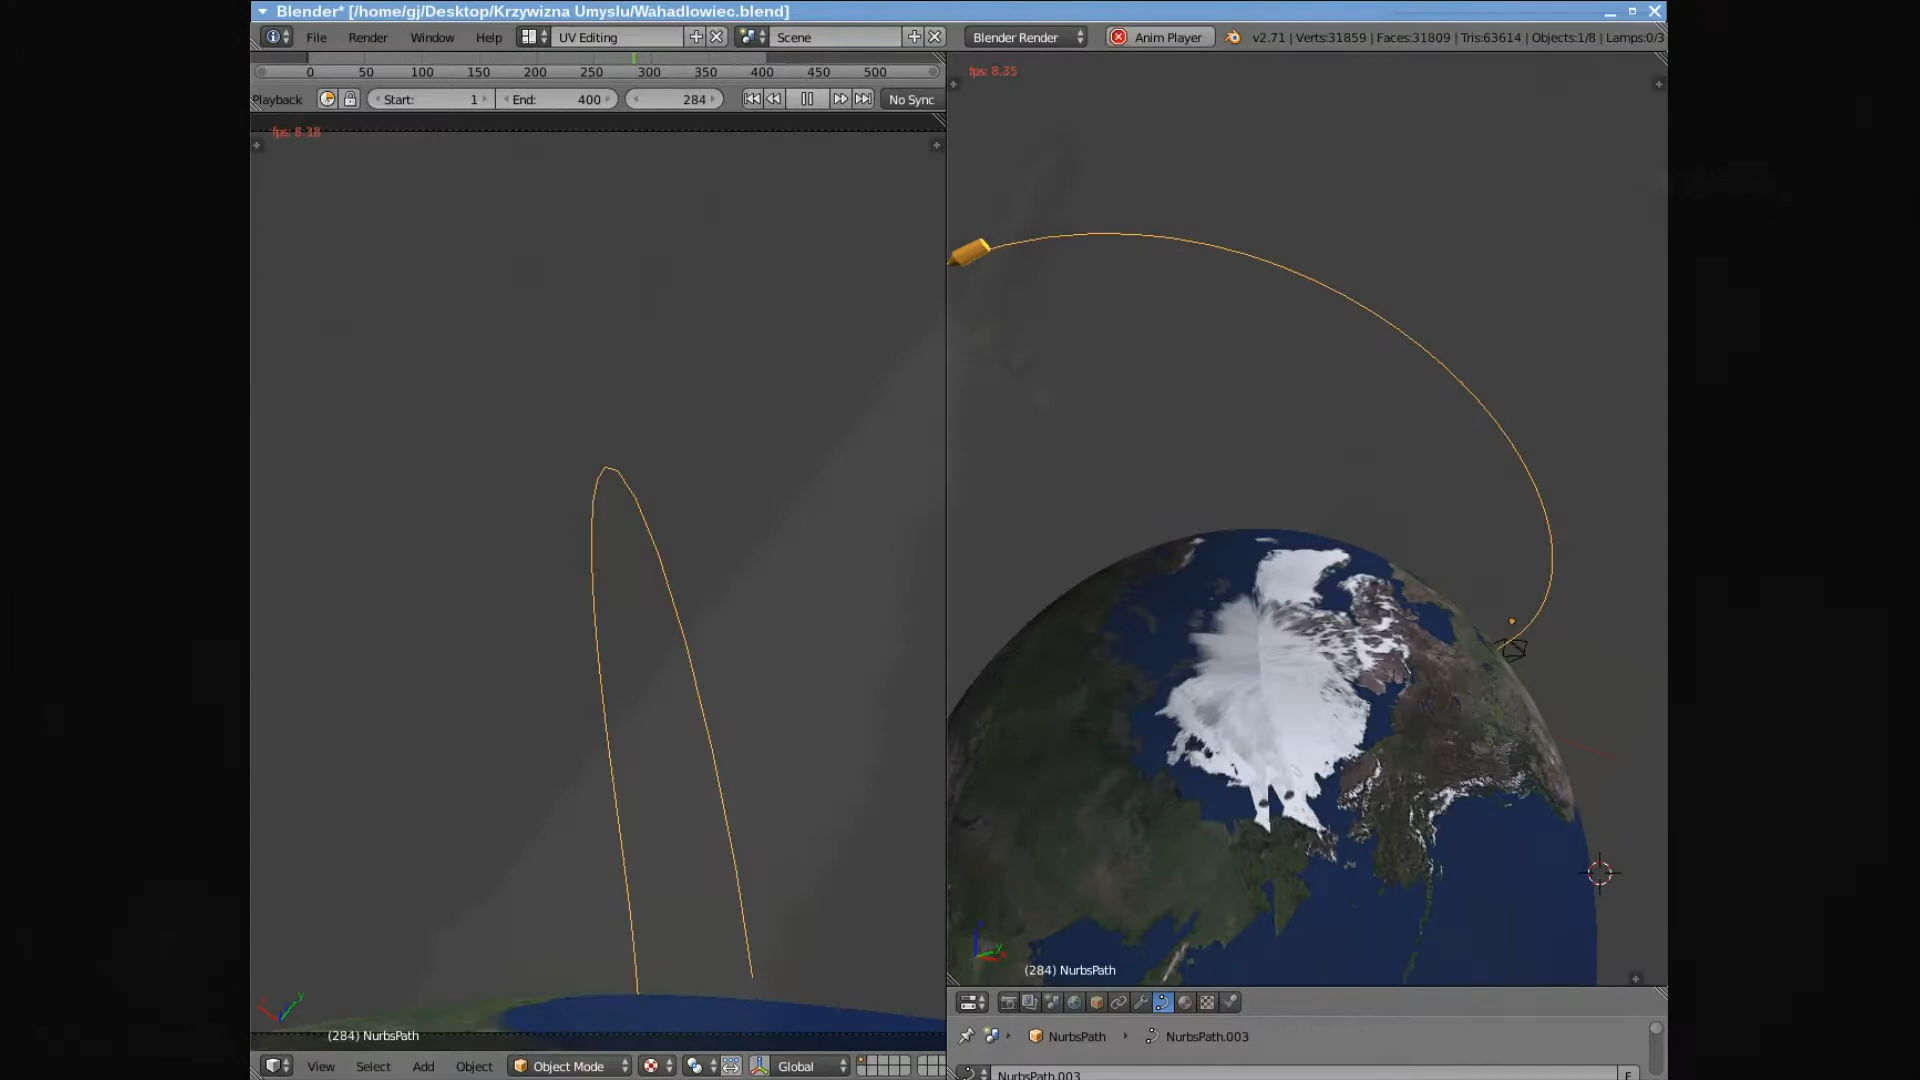 Blender* [/home/gj/Desktop/Krzywizna Umyslu/Wahadlowiec.blend]
File Render Window Help UV Editing Scene Blender Render Anim Player v2.71 | Verts:31859 | Faces:31809 | Tris:63614 | Objects:1/8 | Lamps:0/3
0 50 100 150 200 250 300 350 400 450 500
Playback Start: 1 End: 400 284 No Sync
fps: 8.38
fps: 8.35
(284) NurbsPath
(284) NurbsPath
View Select Add Object Object Mode Global
NurbsPath NurbsPath.003
NurbsPath.003 F